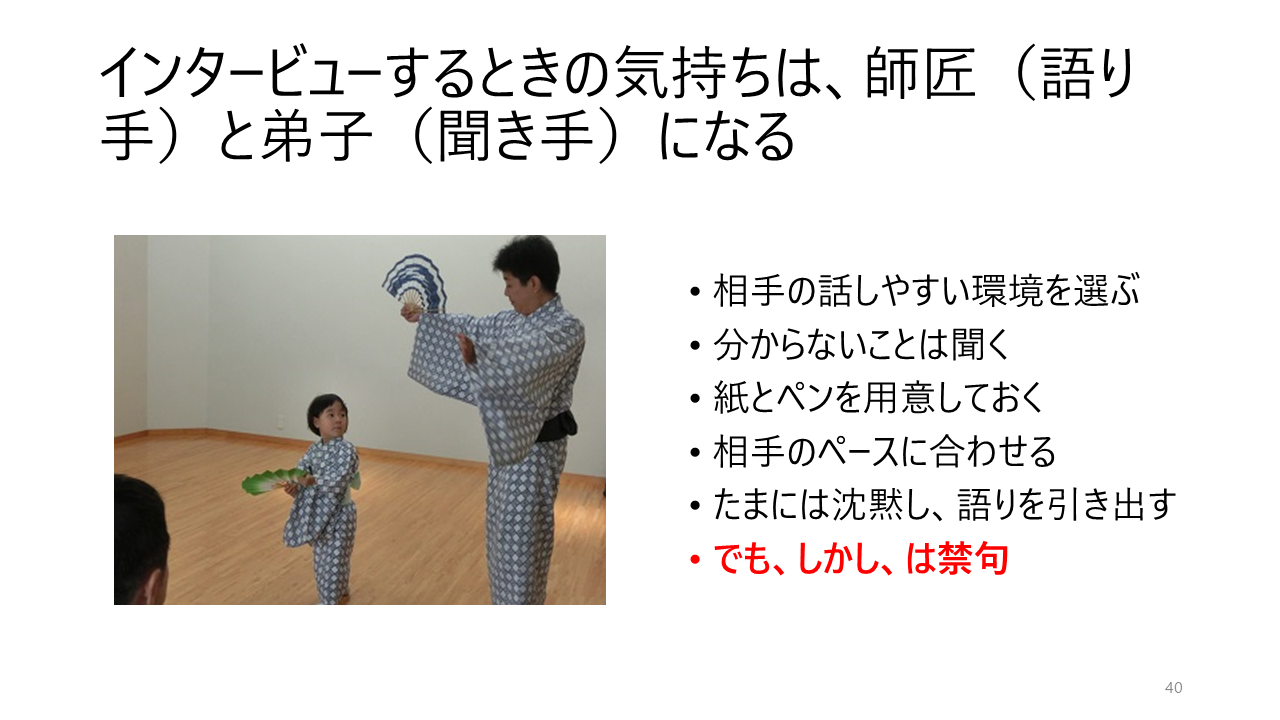 インタービューするときの気持ちは、師匠（語り
手）と弟子（聞き手）になる
• 相手の話しやすい環境を選ぶ
• 分からないことは聞く
• 紙とペンを用意しておく
• 相手のペースに合わせる
• たまには沈黙し、語りを引き出す
• でも、しかし、は禁句
40